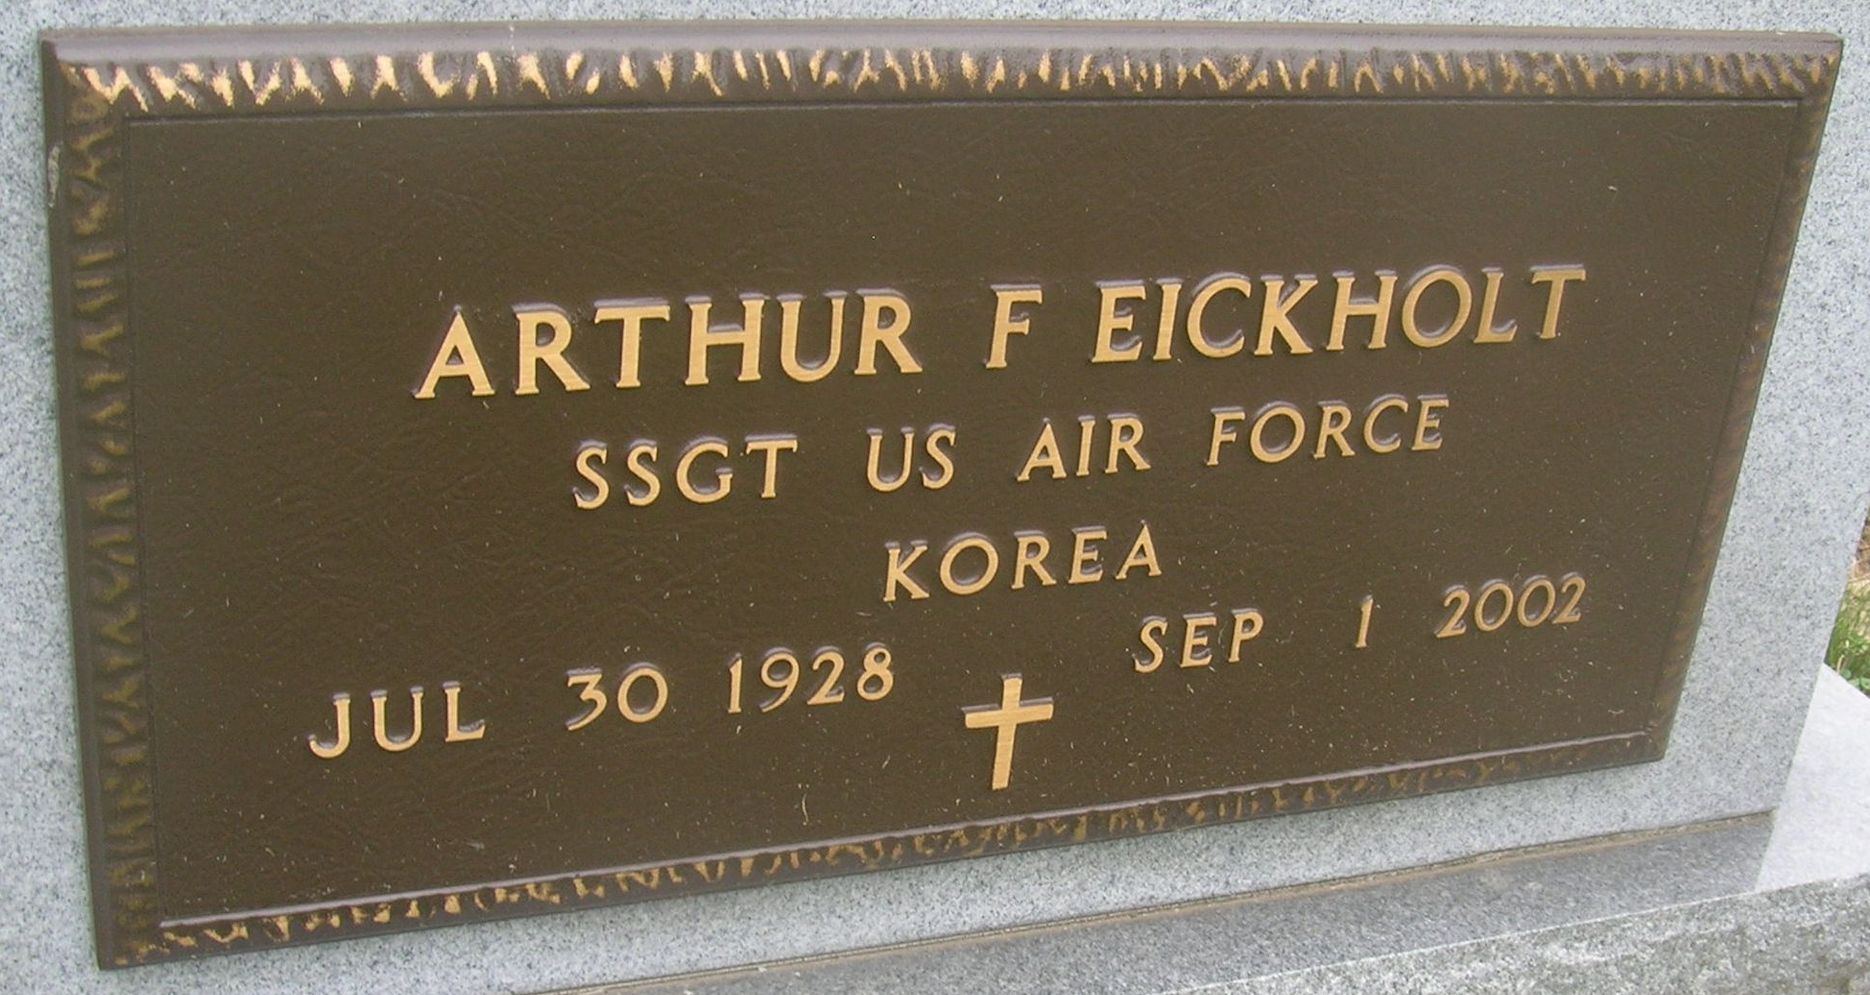 ARTHUR F EICKHOLT
SSGT US AIR FORCE
KOREA
JUL 30 1928 SEP 1 2002